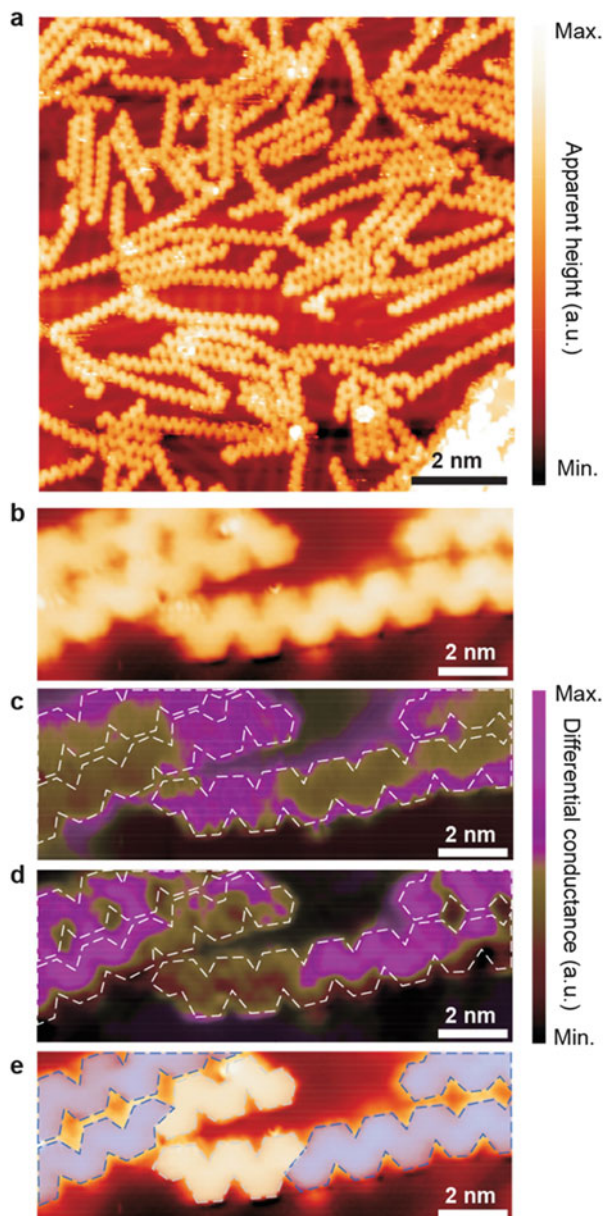 a
Max.
Apparent height (a.u.)
Min.
2 nm
b
2 nm
c
2 nm
Max.
Differential conductance (a.u.)
Min.
d
2 nm
e
2 nm